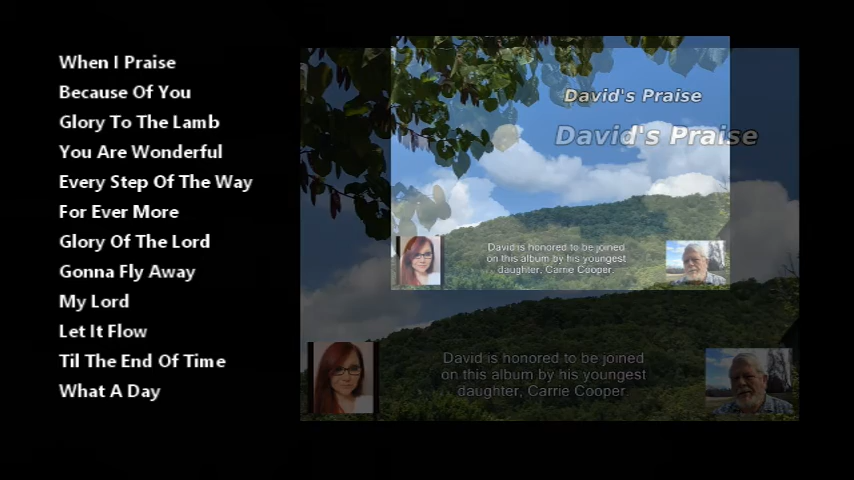 When I Praise
Because Of You
Glory To The Lamb
You Are Wonderful
Every Step Of The Way
For Ever More
Glory Of The Lord
Gonna Fly Away
My Lord
Let It Flow
Til The End Of Time
What A Day
David's Praise
David's Praise
David is honored to be joined
on this album by his youngest
daughter, Carrie Cooper.
David is honored to be joined
on this album by his youngest
daughter, Carrie Cooper.